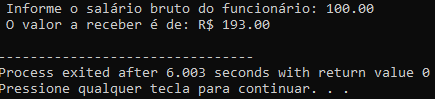 Informe o salário bruto do funcionário: 100.00
O valor a receber é de: R$ 193.00
--------------------------------
Process exited after 6.003 seconds with return value 0
Pressione qualquer tecla para continuar. . .